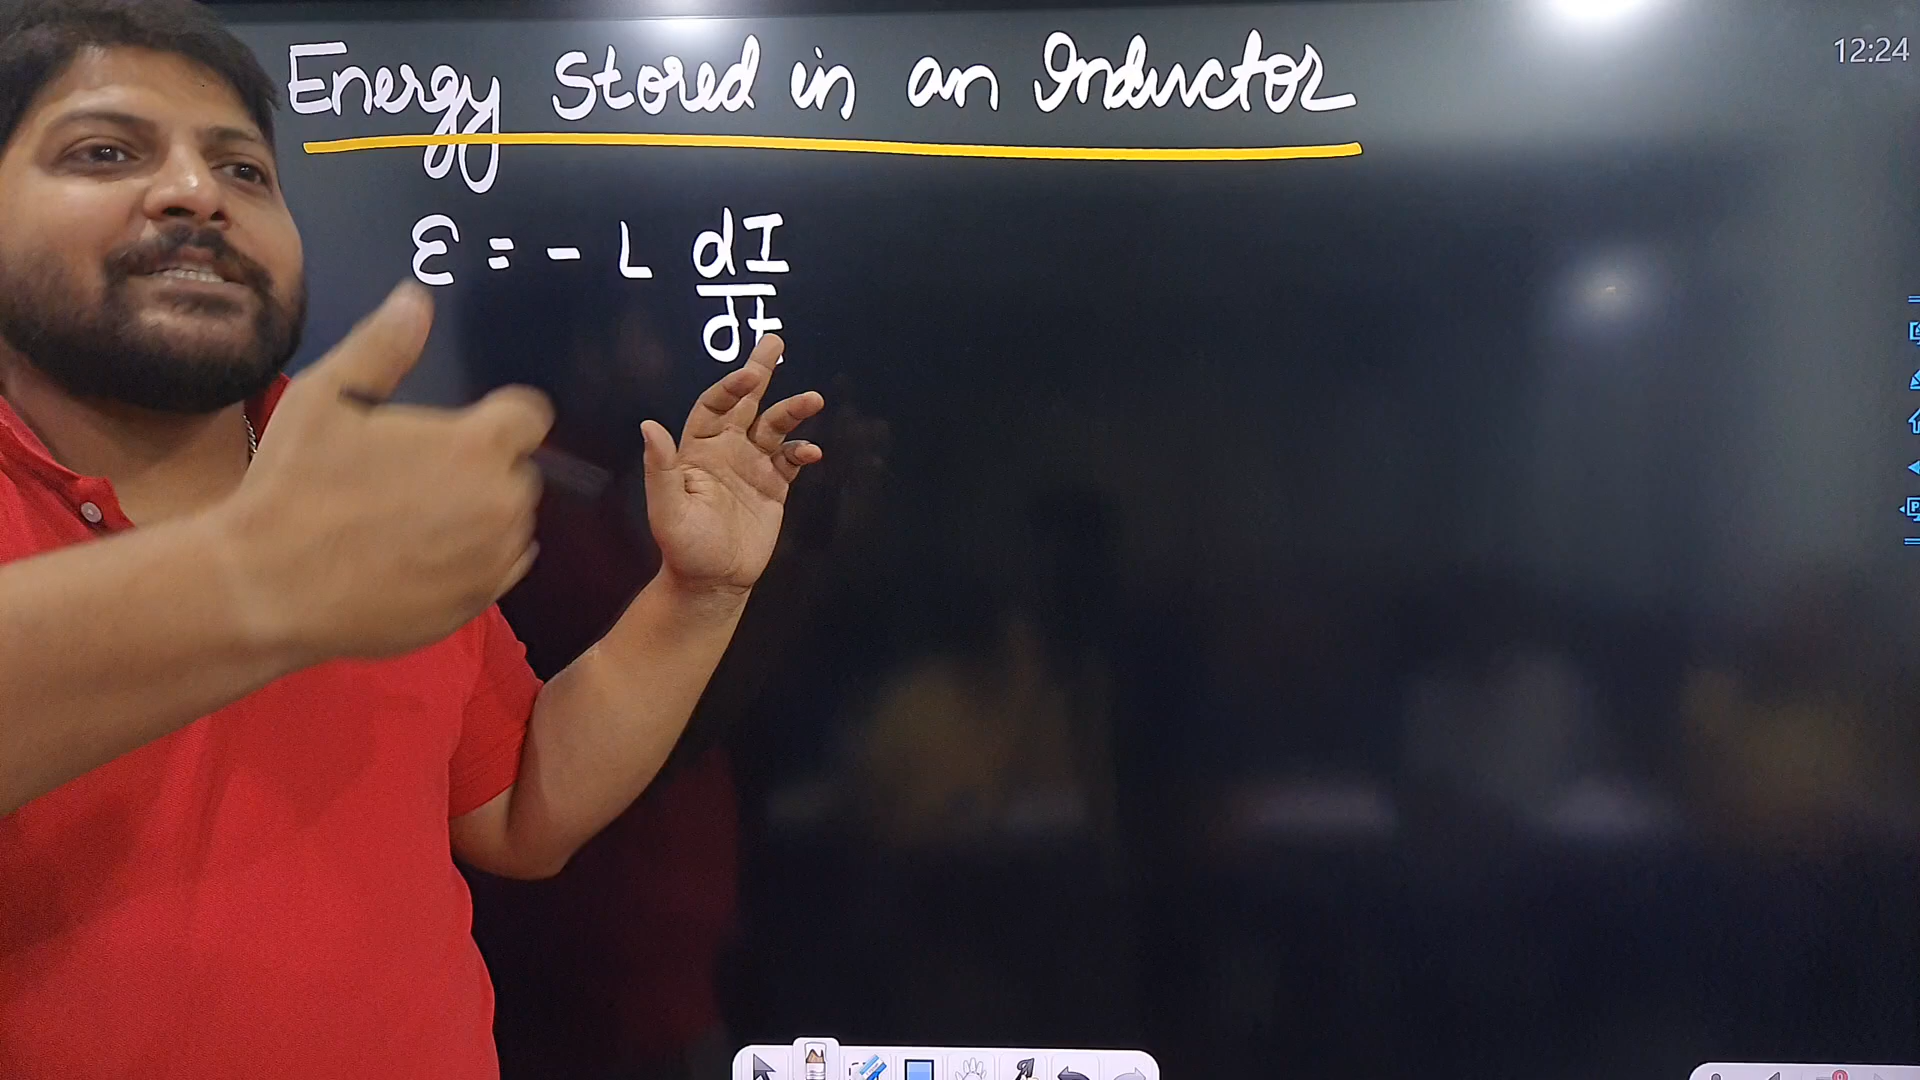 Energy Stored in an Inductor
12:24
ε = - L dI/dt